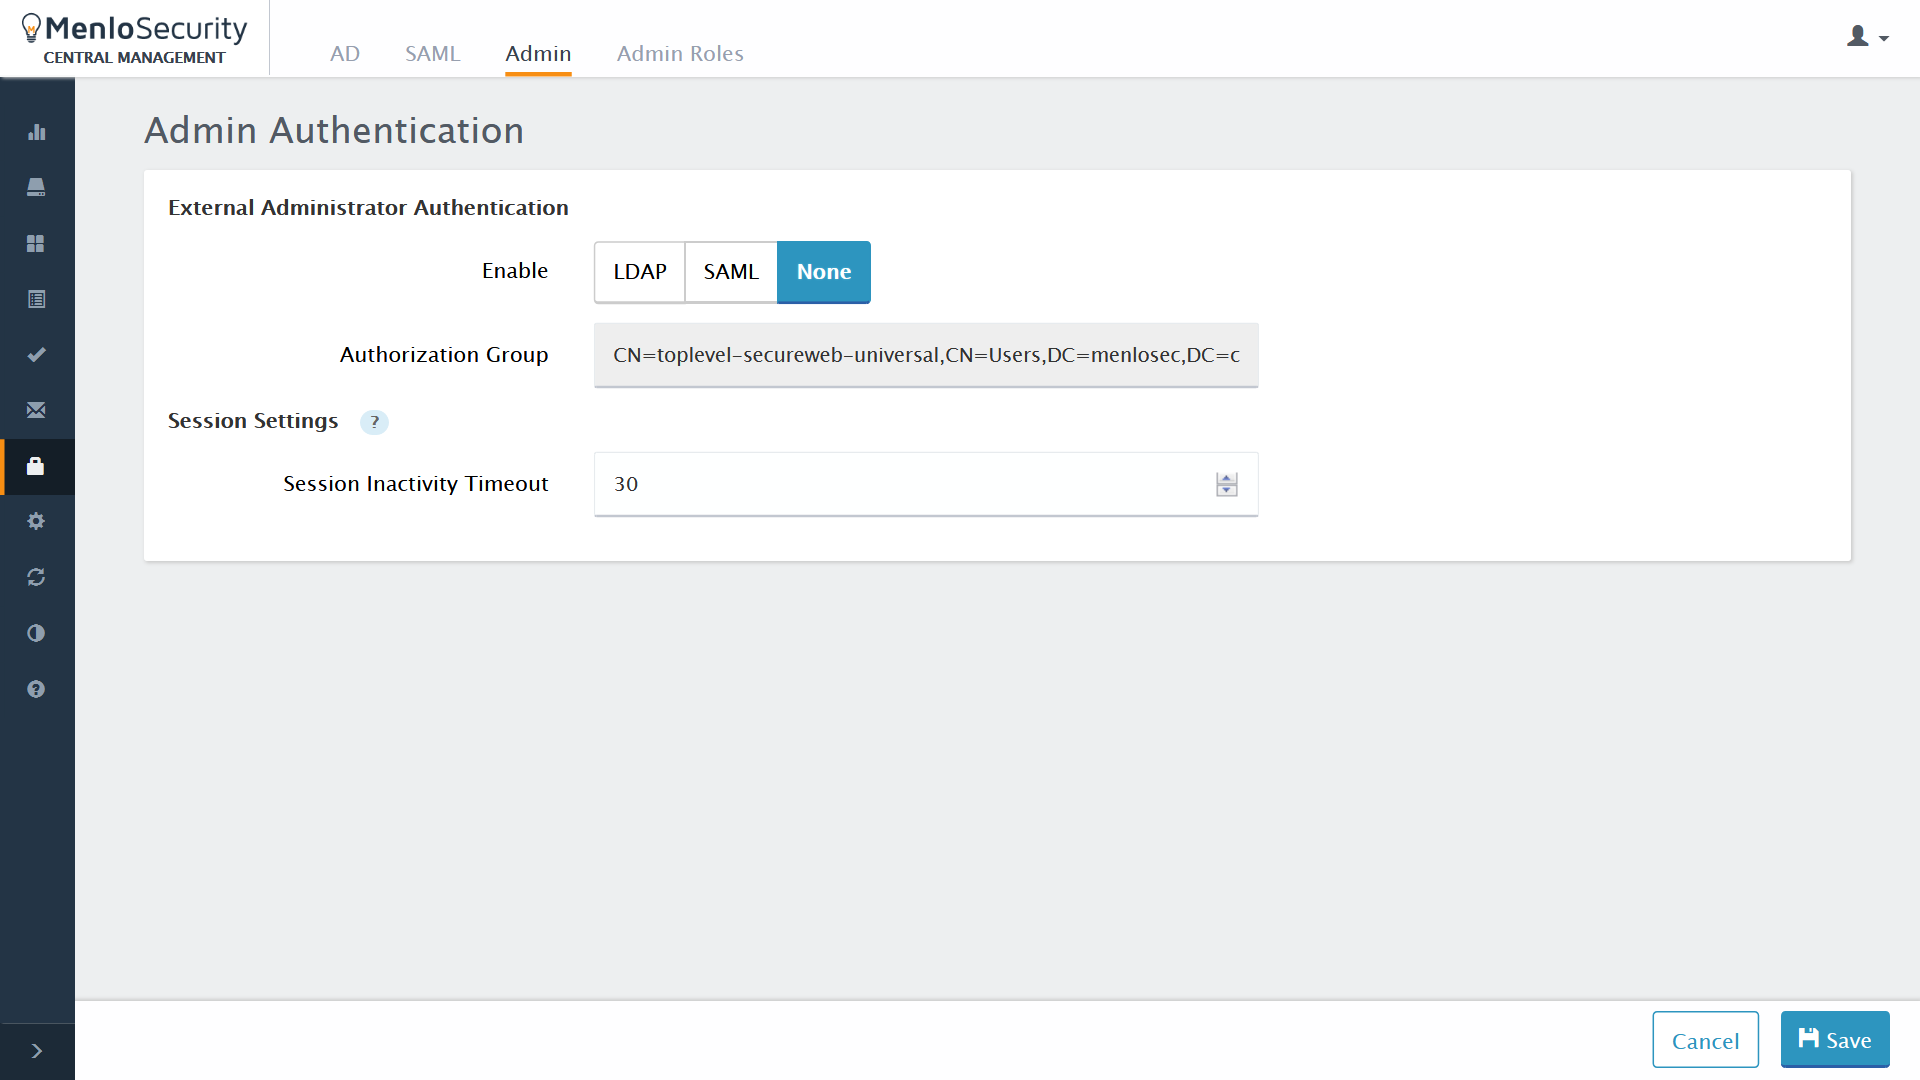 MenloSecurity
CENTRAL MANAGEMENT
AD SAML Admin Admin Roles
Admin Authentication
External Administrator Authentication
Enable LDAP SAML None
Authorization Group CN=toplevel-secureweb-universal,CN=Users,DC=menlosec,DC=c
Session Settings ?
Session Inactivity Timeout 30
Cancel Save